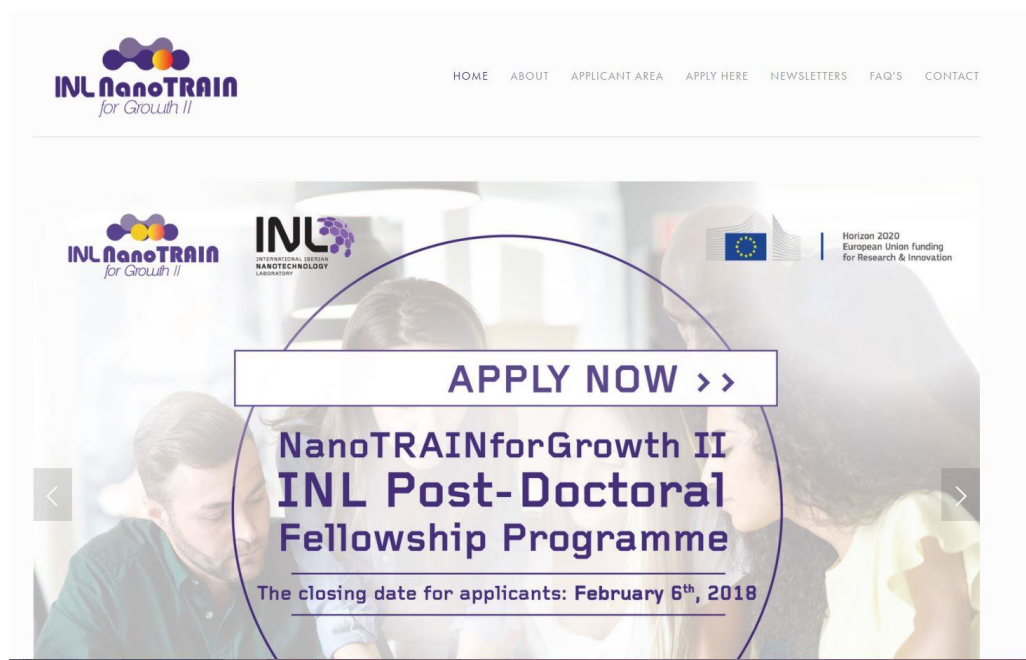 INL NanoTRAIN
for Growth II
HOME ABOUT APPLICANT AREA APPLY HERE NEWSLETTERS FAQ'S CONTACT
INL NanoTRAIN
for Growth II
INL
INTERNATIONAL IBERIAN
NANOTECHNOLOGY
LABORATORY
Horizon 2020
European Union funding
for Research & Innovation
APPLY NOW >>
NanoTRAINforGrowth II
INL Post-Doctoral
Fellowship Programme
The closing date for applicants: February 6th, 2018